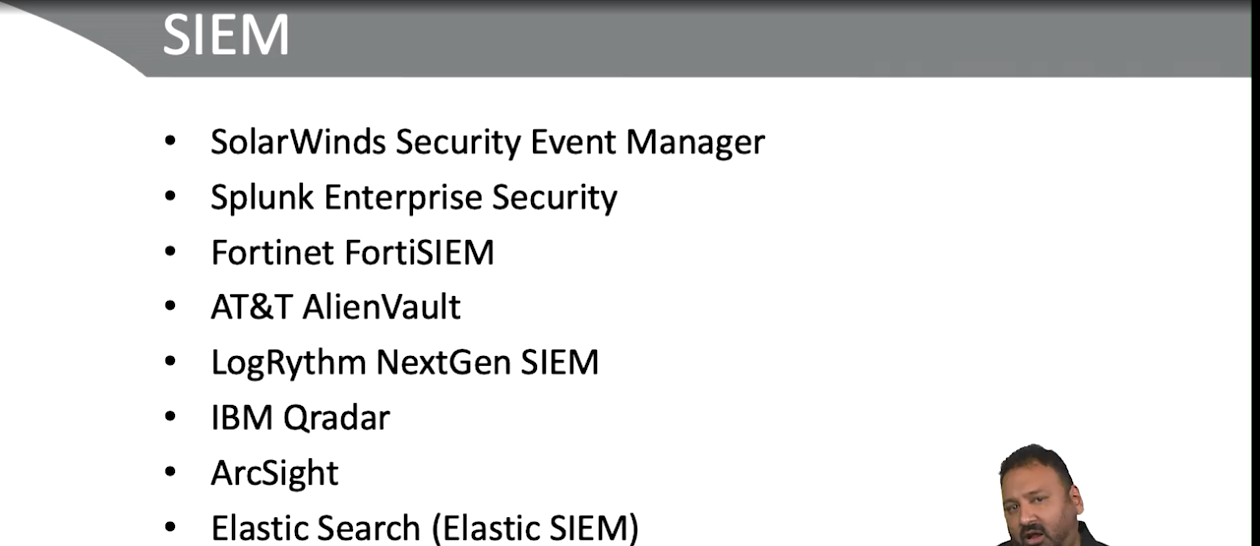 SIEM
• SolarWinds Security Event Manager
• Splunk Enterprise Security
• Fortinet FortiSIEM
• AT&T AlienVault
• LogRythm NextGen SIEM
• IBM Qradar
• ArcSight
• Elastic Search (Elastic SIEM)